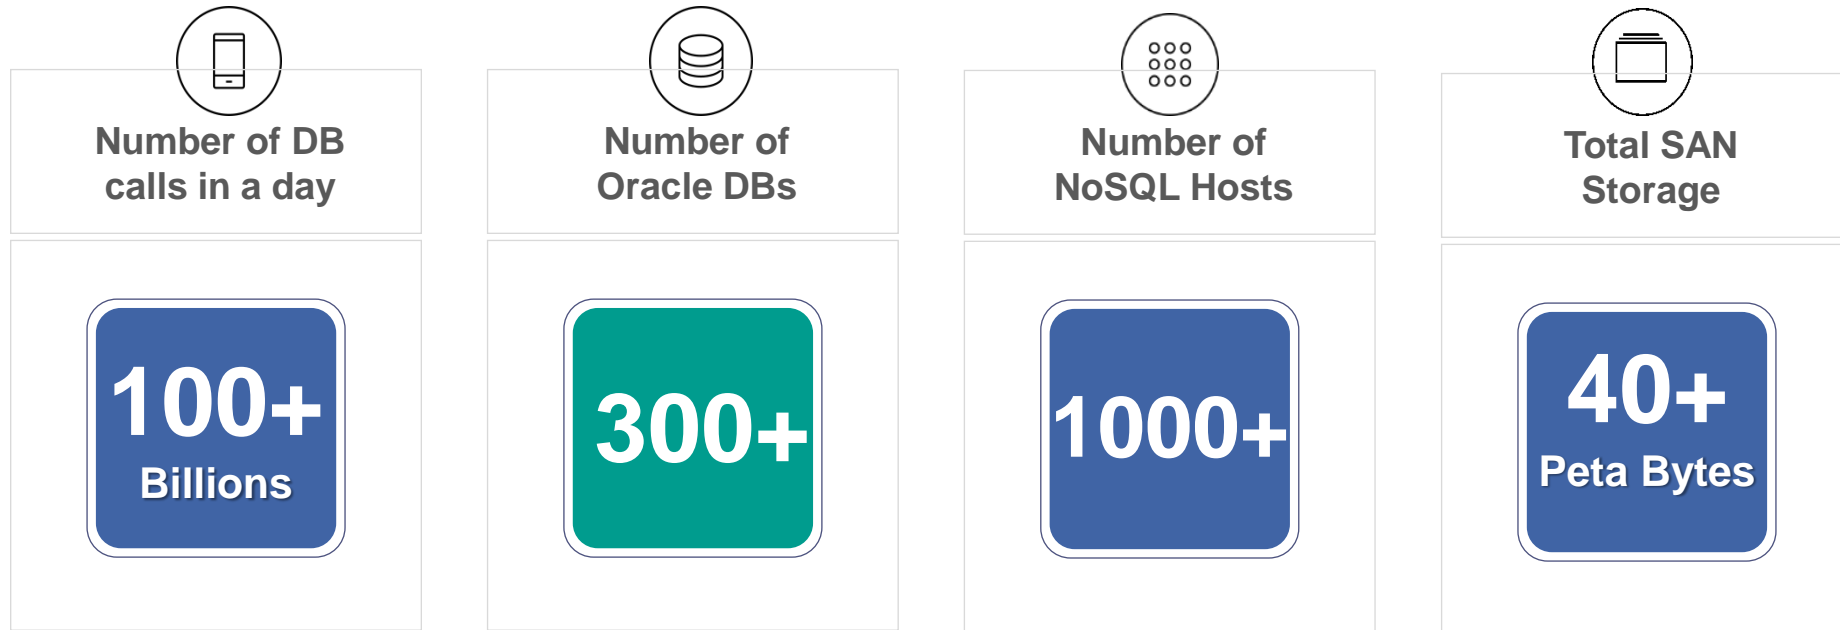 Number of DB
calls in a day
100+
Billions
Number of
Oracle DBs
300+
Number of
NoSQL Hosts
1000+
Total SAN
Storage
40+
Peta Bytes